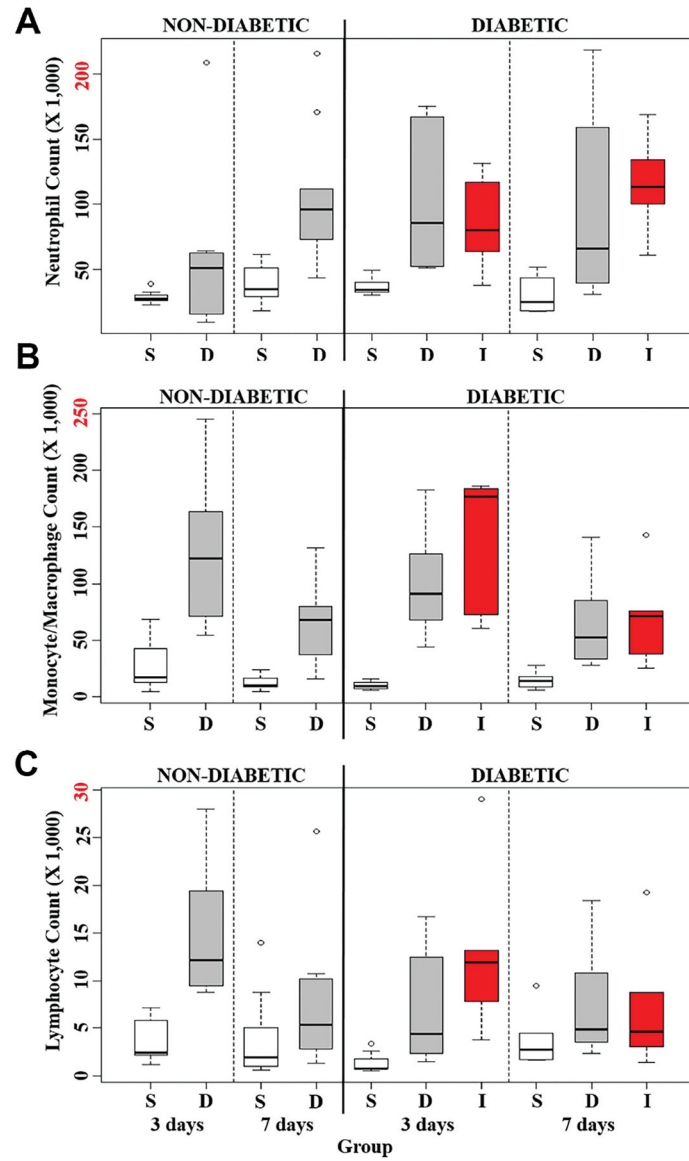 A
NON-DIABETIC DIABETIC
Neutrophil Count (X 1,000)
200
150
100
50
S D S D S D I S D I
B
NON-DIABETIC DIABETIC
Monocyte/Macrophage Count (X 1,000)
250
200
150
100
50
0
S D S D S D I S D I
C
NON-DIABETIC DIABETIC
Lymphocyte Count (X 1,000)
30
25
20
15
10
5
0
S D S D S D I S D I
3 days 7 days 3 days 7 days
Group